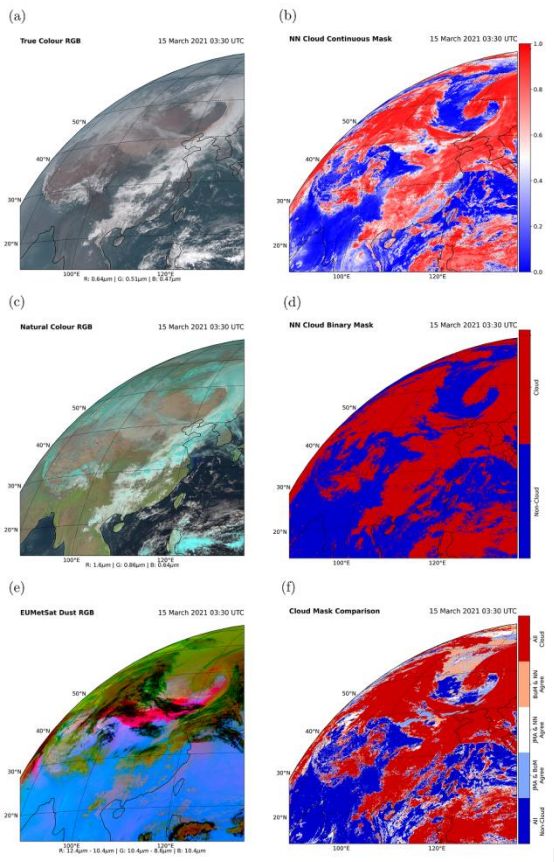 (a)
True Colour RGB 15 March 2021 03:30 UTC
50°N
40°N
30°N
20°N
100°E 120°E
R: 0.64μm | G: 0.51μm | B: 0.47μm
(b)
NN Cloud Continuous Mask 15 March 2021 03:30 UTC
50°N
40°N
30°N
20°N
100°E 120°E
1.0
0.8
0.6
0.4
0.2
0.0
(c)
Natural Colour RGB 15 March 2021 03:30 UTC
50°N
40°N
30°N
20°N
100°E 120°E
R: 1.6μm | G: 0.86μm | B: 0.64μm
(d)
NN Cloud Binary Mask 15 March 2021 03:30 UTC
50°N
40°N
30°N
20°N
100°E 120°E
Cloud
Non-Cloud
(e)
EUMetSat Dust RGB 15 March 2021 03:30 UTC
50°N
40°N
30°N
20°N
100°E 120°E
R: 12.4μm - 10.4μm | G: 10.4μm - 8.6μm | B: 10.4μm
(f)
Cloud Mask Comparison 15 March 2021 03:30 UTC
50°N
40°N
30°N
20°N
100°E 120°E
All
Cloud
BoM & NN
Agree
JMA & NN
Agree
JMA & BoM
Agree
All
Non-Cloud